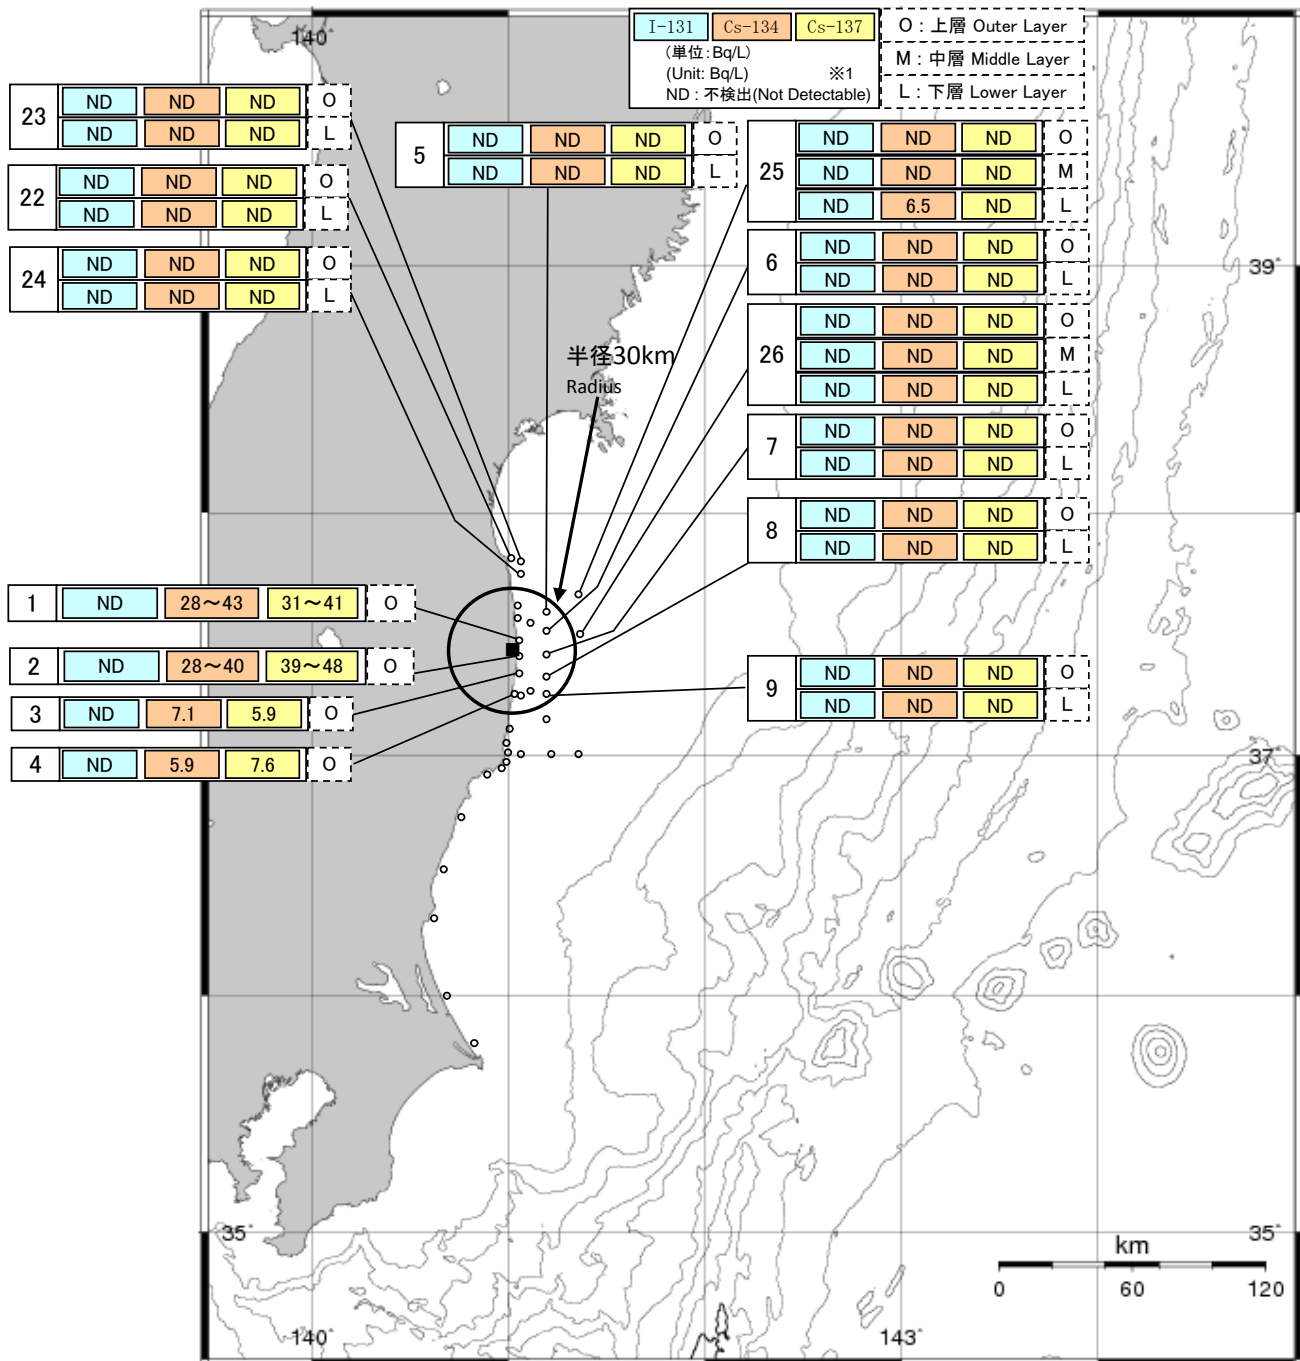 140°
I-131 Cs-134 Cs-137
(単位:Bq/L)
(Unit: Bq/L) ※1
ND : 不検出(Not Detectable)
O : 上層 Outer Layer
M : 中層 Middle Layer
L : 下層 Lower Layer
23
ND ND ND O
ND ND ND L
22
ND ND ND O
ND ND ND L
24
ND ND ND O
ND ND ND L
5
ND ND ND O
ND ND ND L
25
ND ND ND O
ND ND ND M
ND 6.5 ND L
6
ND ND ND O
ND ND ND L
39°
26
ND ND ND O
ND ND ND M
ND ND ND L
半径30km
Radius
7
ND ND ND O
ND ND ND L
8
ND ND ND O
ND ND ND L
1 ND 28～43 31～41 O
2 ND 28～40 39～48 O
3 ND 7.1 5.9 O
4 ND 5.9 7.6 O
9
ND ND ND O
ND ND ND L
37°
35°
35°
km
0 60 120
140°
143°